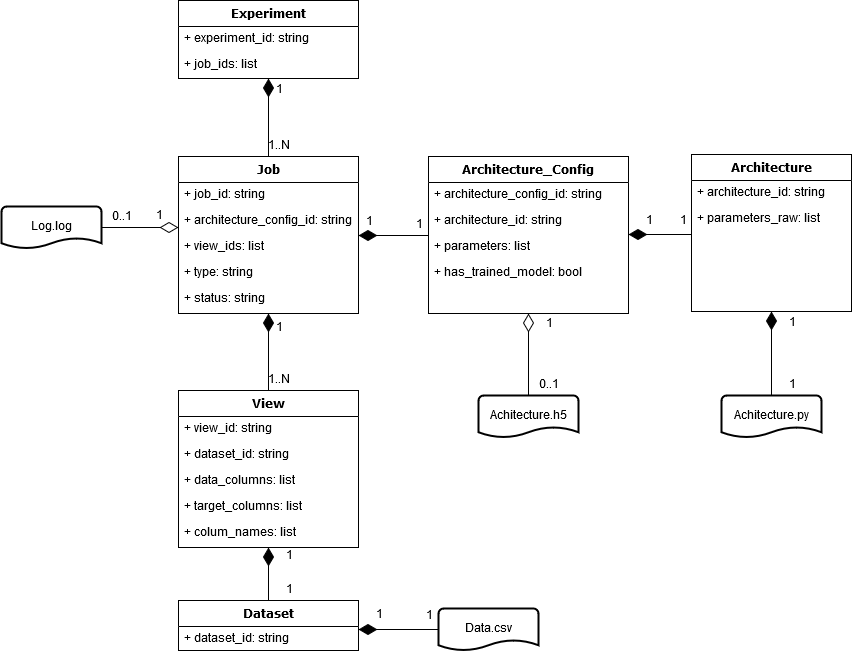 Experiment
+ experiment_id: string
+ job_ids: list
1
1..N
Job
+ job_id: string
+ architecture_config_id: string
+ view_ids: list
+ type: string
+ status: string
Log.log
0..1
1
1
1
Architecture_Config
+ architecture_config_id: string
+ architecture_id: string
+ parameters: list
+ has_trained_model: bool
1
1
Architecture
+ architecture_id: string
+ parameters_raw: list
1
0..1
Achitecture.h5
1
1
Achitecture.py
1
1..N
View
+ view_id: string
+ dataset_id: string
+ data_columns: list
+ target_columns: list
+ colum_names: list
1
1
Dataset
+ dataset_id: string
1
1
Data.csv